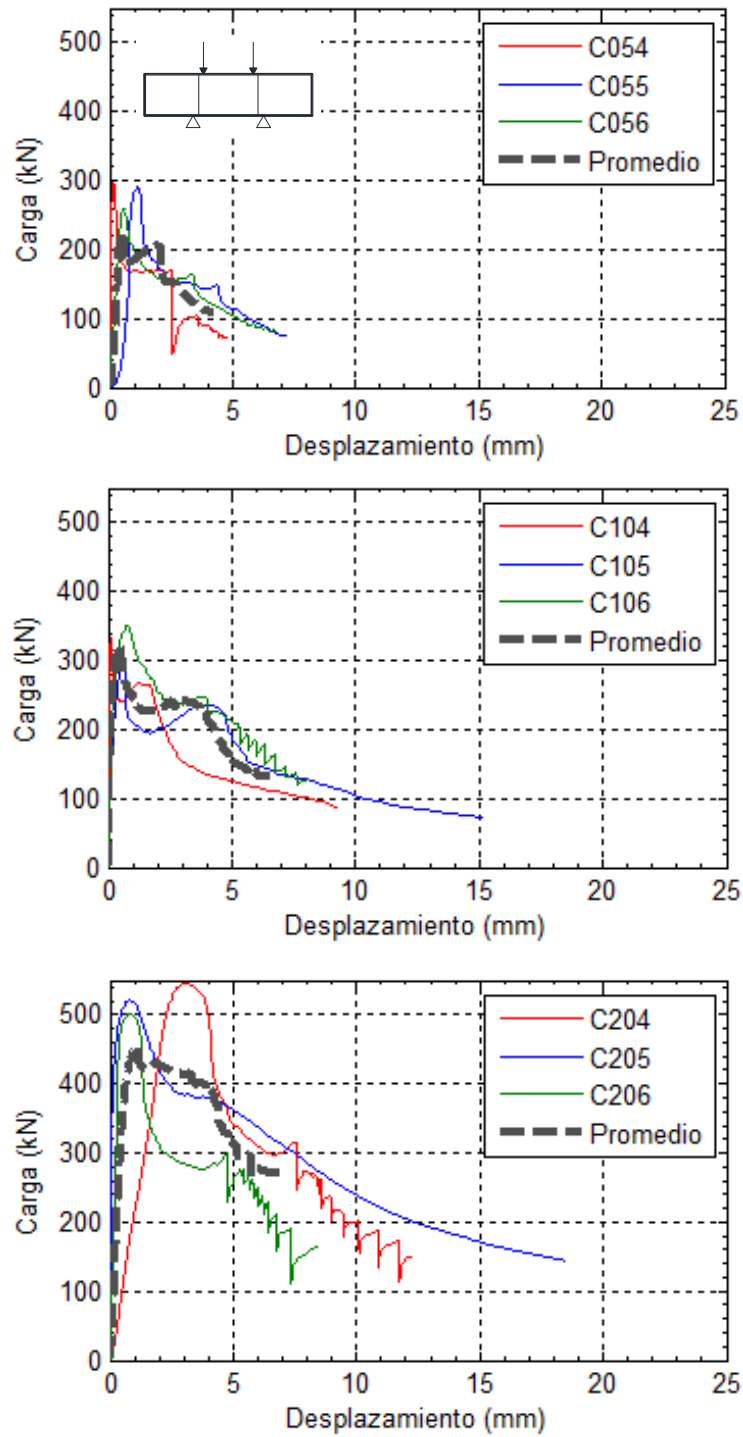 500
400
300
200
100
0
Carga (kN)
C054
C055
C056
Promedio
0 5 10 15 20 25
Desplazamiento (mm)
500
400
300
200
100
0
Carga (kN)
C104
C105
C106
Promedio
0 5 10 15 20 25
Desplazamiento (mm)
500
400
300
200
100
0
Carga (kN)
C204
C205
C206
Promedio
0 5 10 15 20 25
Desplazamiento (mm)